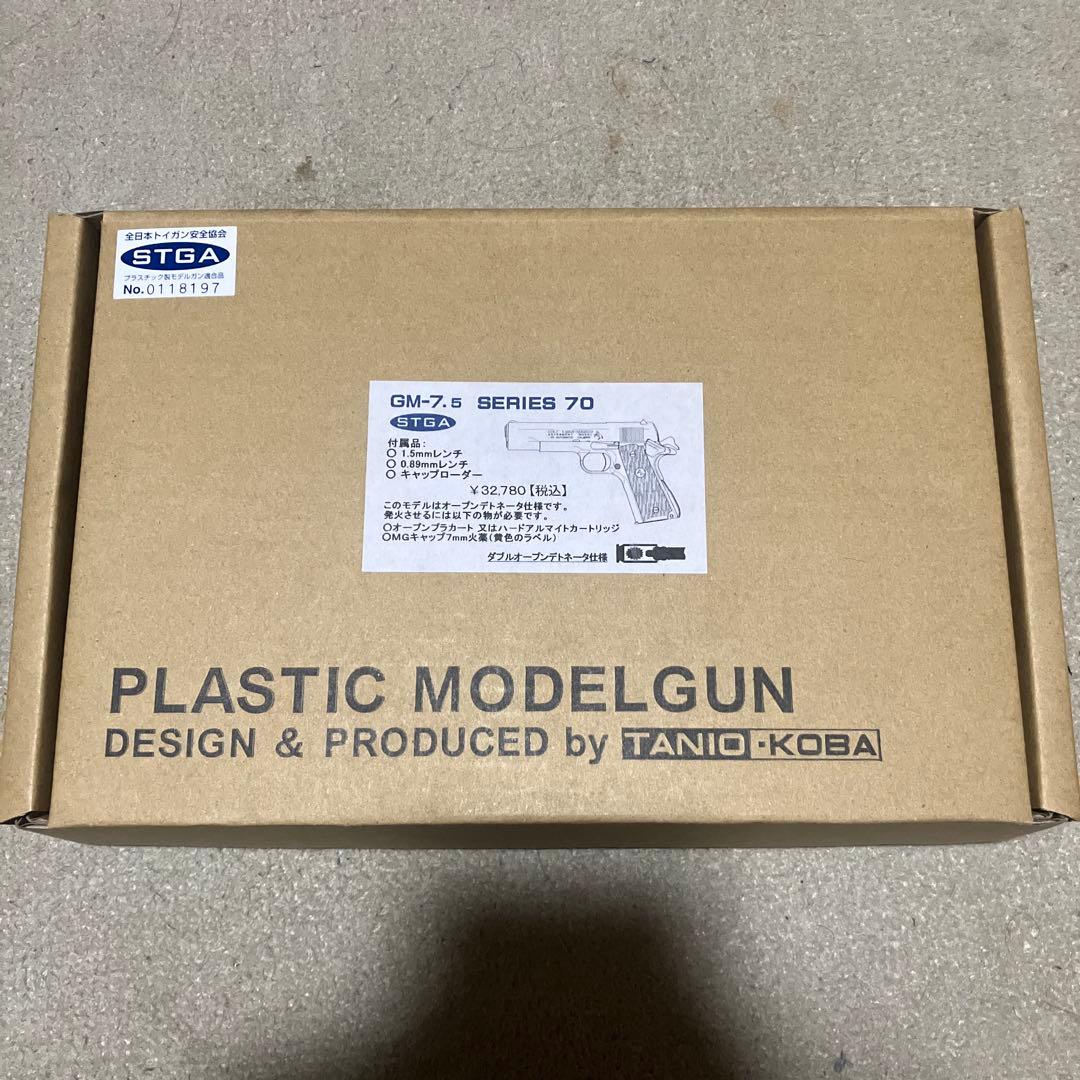 全日本トイガン安全協会
STGA
プラスチック製モデルガン適合品
No.0118197
GM-7.5 SERIES 70
STGA
付属品:
○ 1.5mmレンチ
○ 0.89mmレンチ
○ キャップローダー
¥32,780【税込】
このモデルはオープンデトネータ仕様です。
発火させるには以下の物が必要です。
○オープンプラカート 又はハードアルマイトカートリッジ
○MGキャップ7mm火薬(黄色のラベル)
ダブルオープンデトネータ仕様
PLASTIC MODELGUN
DESIGN & PRODUCED by TANIO・KOBA